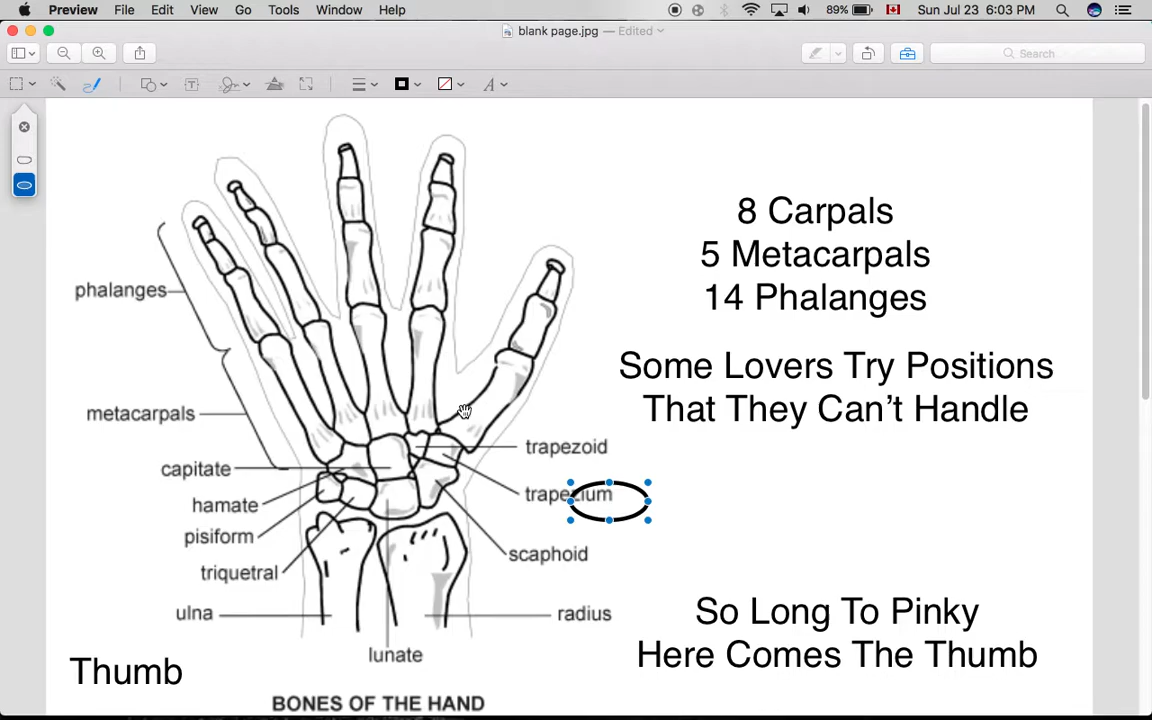 Preview File Edit View Go Tools Window Help 89% Sun Jul 23 6:03 PM
blank page.jpg — Edited
Search
8 Carpals
5 Metacarpals
14 Phalanges
Some Lovers Try Positions
That They Can't Handle
phalanges
metacarpals
capitate
hamate
pisiform
triquetral
ulna
lunate
trapezoid
trapezium
scaphoid
radius
So Long To Pinky
Here Comes The Thumb
Thumb
BONES OF THE HAND